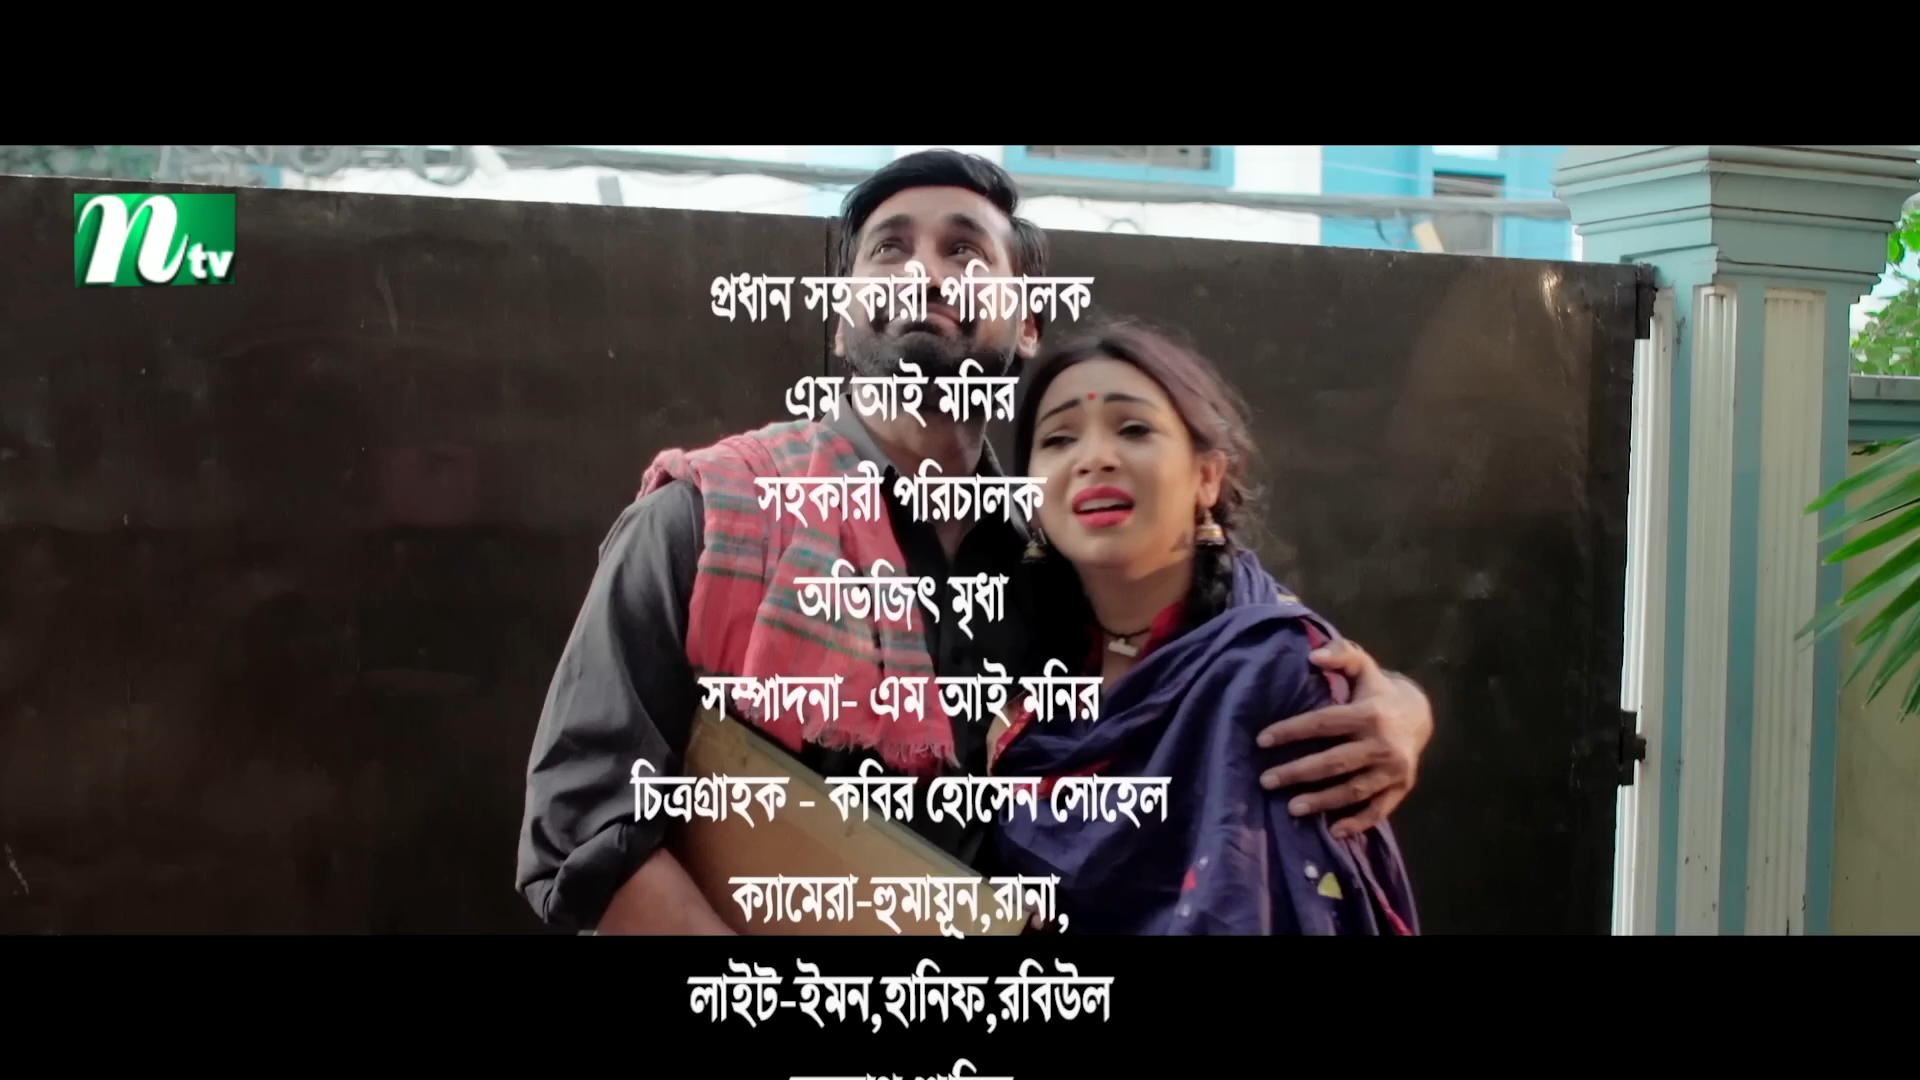 ntv
প্রধান সহকারী পরিচালক
এম আই মনির
সহকারী পরিচালক
অভিজিৎ মৃধা
সম্পাদনা- এম আই মনির
চিত্রগ্রাহক - কবির হোসেন সোহেল
ক্যামেরা-হুমায়ূন,রানা,
লাইট-ইমন,হানিফ,রবিউল